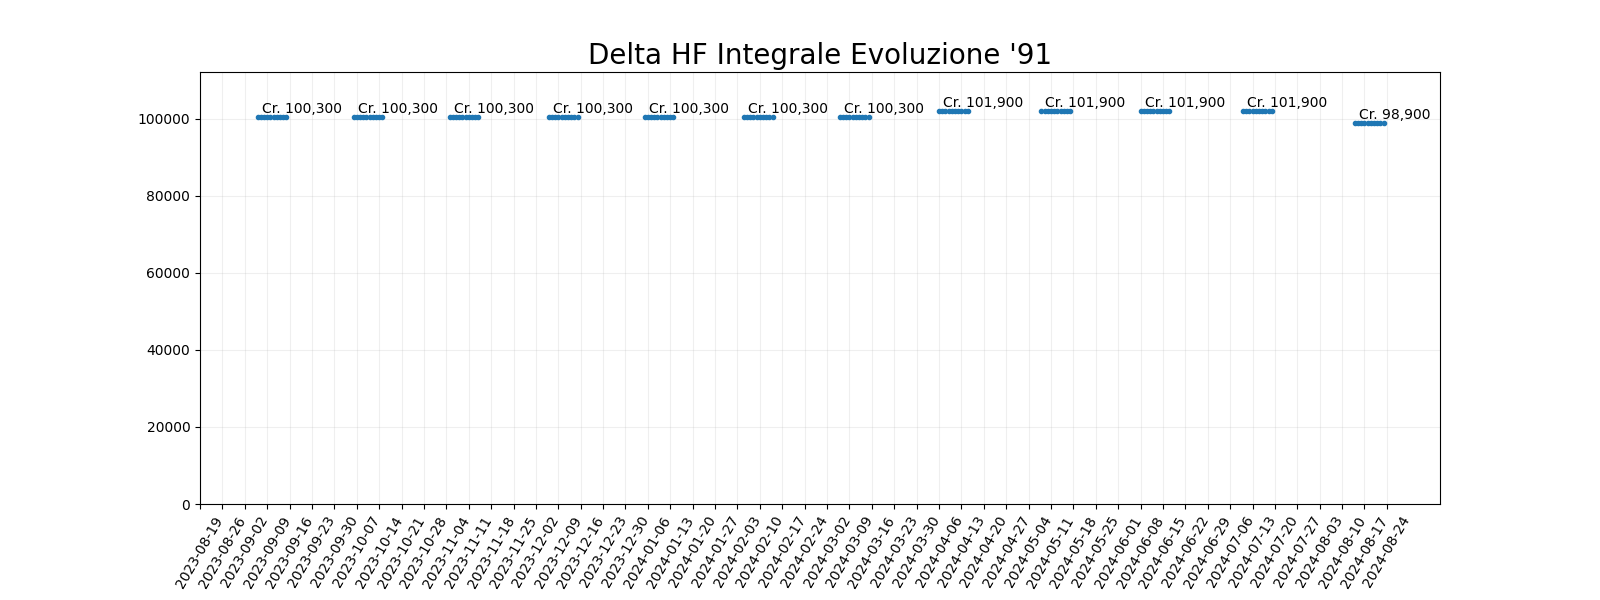 Delta HF Integrale Evoluzione '91
Cr. 100,300 Cr. 100,300 Cr. 100,300 Cr. 100,300 Cr. 100,300 Cr. 100,300 Cr. 100,300 Cr. 101,900 Cr. 101,900 Cr. 101,900 Cr. 101,900 Cr. 98,900
100000
80000
60000
40000
20000
0
2023-08-19 2023-08-26 2023-09-02 2023-09-09 2023-09-16 2023-09-23 2023-09-30 2023-10-07 2023-10-14 2023-10-21 2023-10-28 2023-11-04 2023-11-11 2023-11-18 2023-11-25 2023-12-02 2023-12-09 2023-12-16 2023-12-23 2023-12-30 2024-01-06 2024-01-13 2024-01-20 2024-01-27 2024-02-03 2024-02-10 2024-02-17 2024-02-24 2024-03-02 2024-03-09 2024-03-16 2024-03-23 2024-03-30 2024-04-06 2024-04-13 2024-04-20 2024-04-27 2024-05-04 2024-05-11 2024-05-18 2024-05-25 2024-06-01 2024-06-08 2024-06-15 2024-06-22 2024-06-29 2024-07-06 2024-07-13 2024-07-20 2024-07-27 2024-08-03 2024-08-10 2024-08-17 2024-08-24